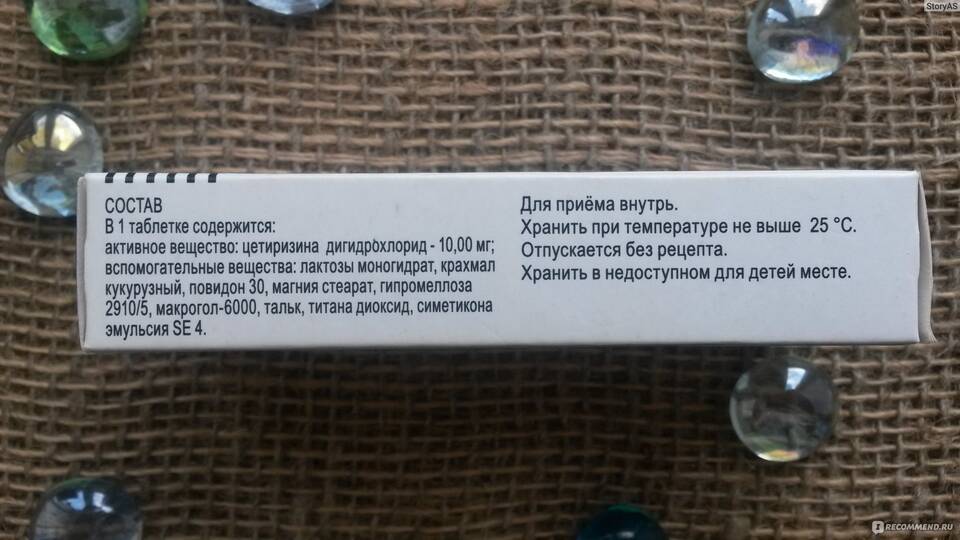 StoryAS
СОСТАВ
В 1 таблетке содержится:
активное вещество: цетиризина дигидрохлорид - 10,00 мг;
вспомогательные вещества: лактозы моногидрат, крахмал
кукурузный, повидон 30, магния стеарат, гипромеллоза
2910/5, макрогол-6000, тальк, титана диоксид, симетикона
эмульсия SE 4.
Для приёма внутрь.
Хранить при температуре не выше 25 °C.
Отпускается без рецепта.
Хранить в недоступном для детей месте.
RECOMMEND.RU